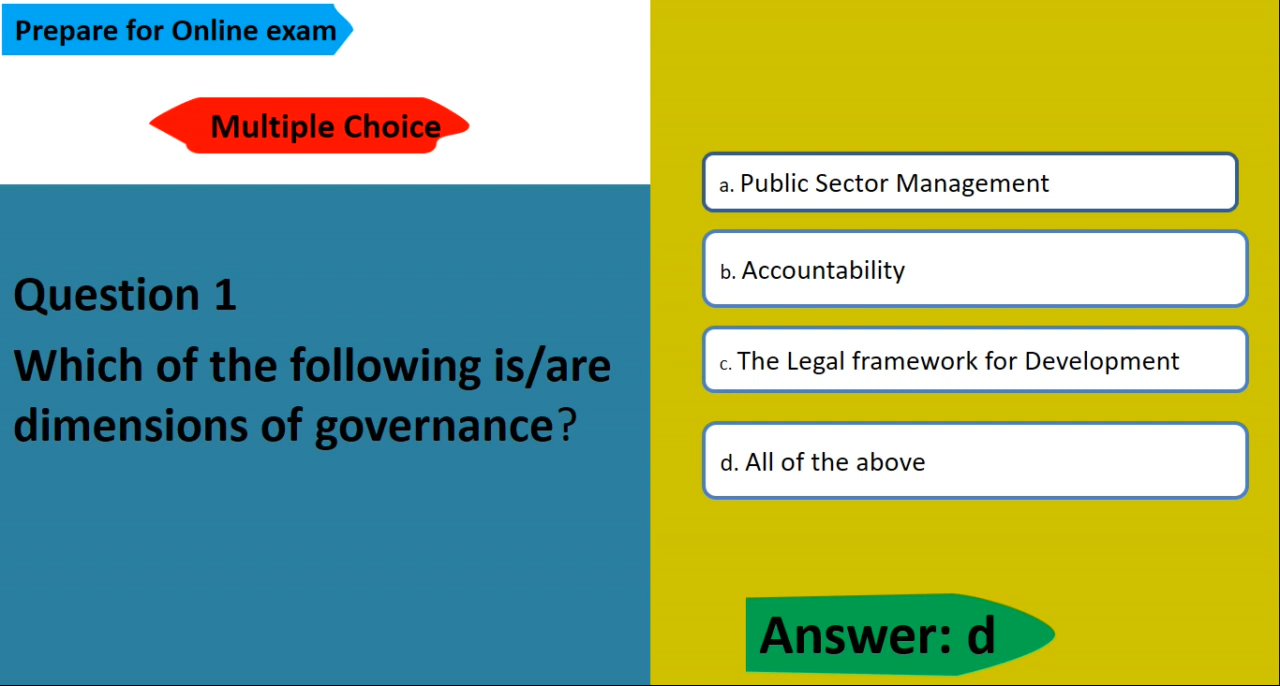 Prepare for Online exam
Multiple Choice
Question 1
Which of the following is/are
dimensions of governance?
a. Public Sector Management
b. Accountability
c. The Legal framework for Development
d. All of the above
Answer: d